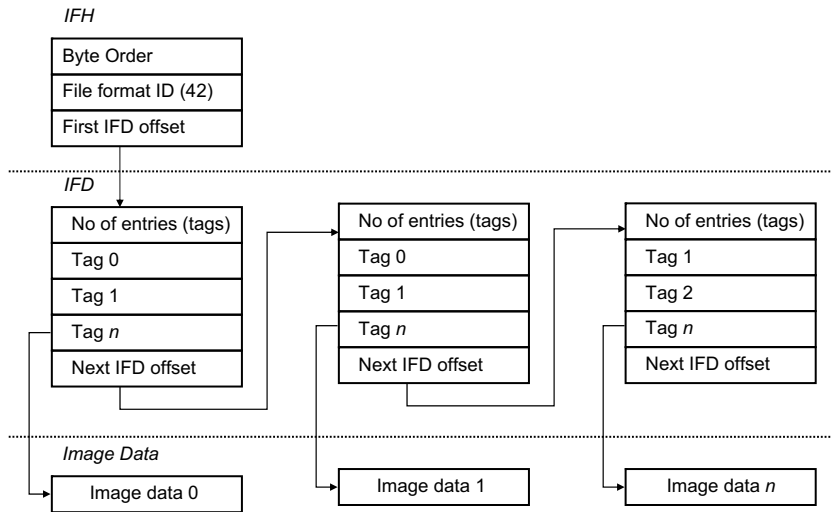 IFH
Byte Order
File format ID (42)
First IFD offset
IFD
No of entries (tags)
Tag 0
Tag 1
Tag n
Next IFD offset
No of entries (tags)
Tag 0
Tag 1
Tag n
Next IFD offset
No of entries (tags)
Tag 1
Tag 2
Tag n
Next IFD offset
Image Data
Image data 0
Image data 1
Image data n